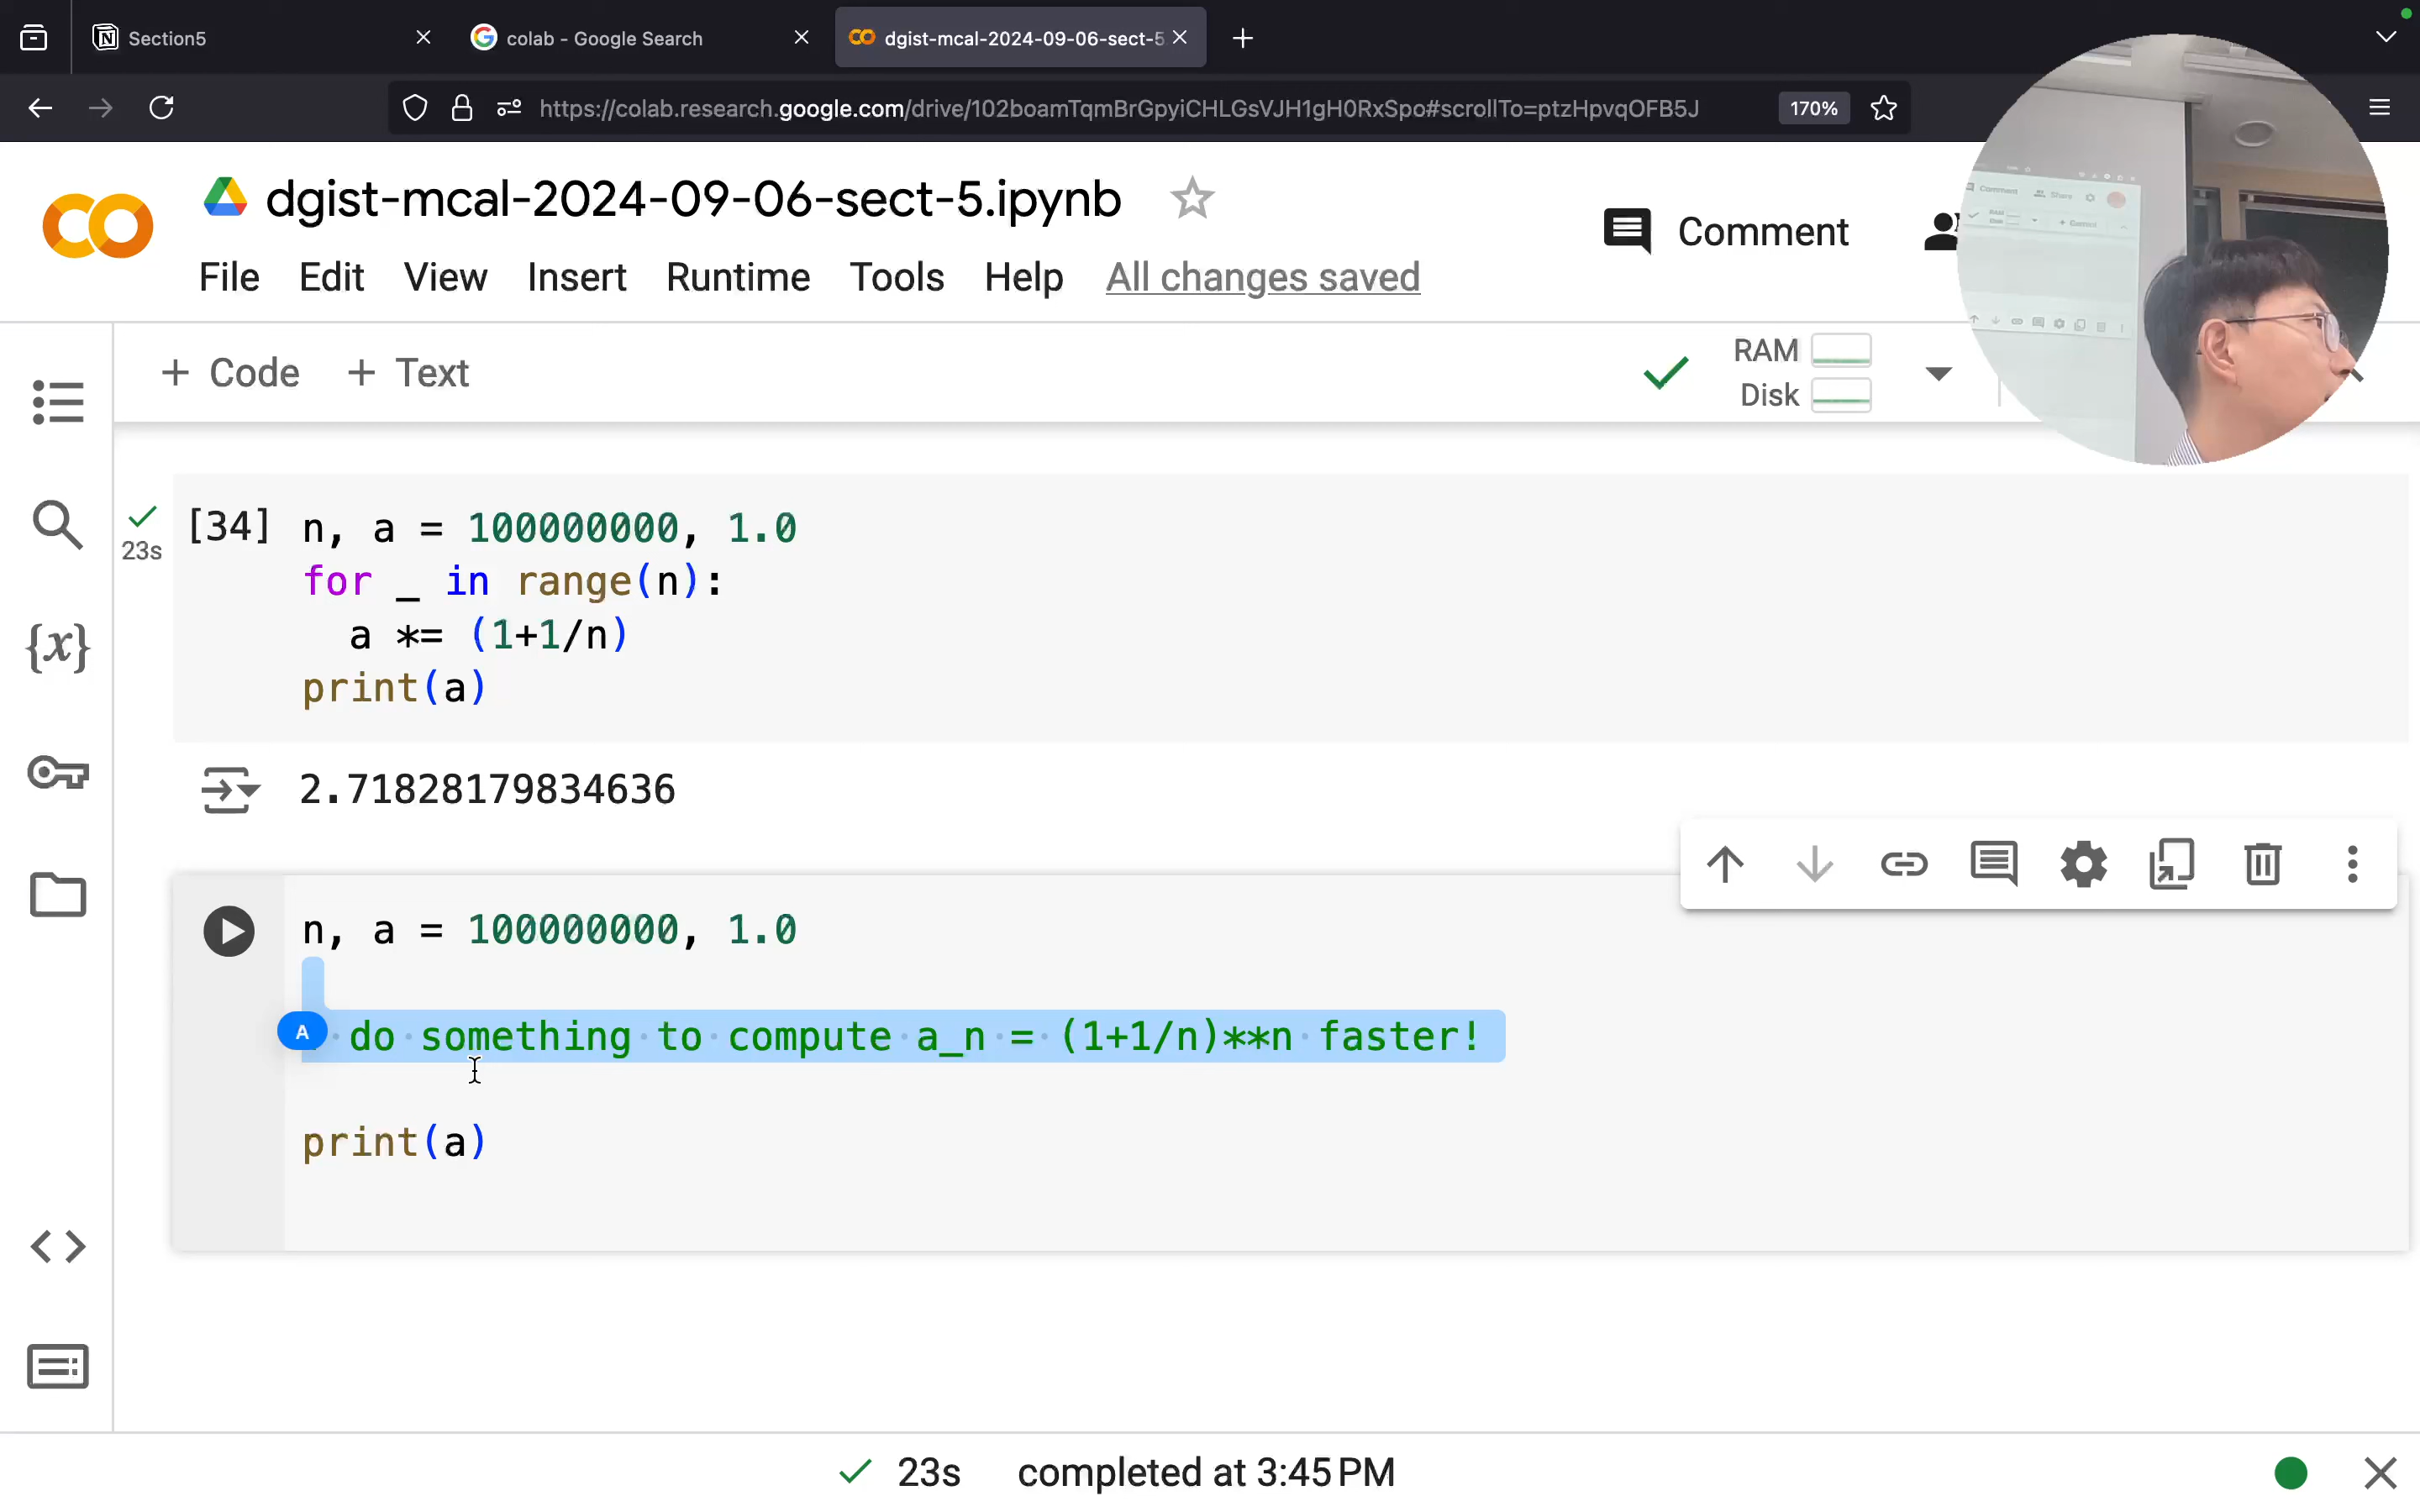 Section5
colab - Google Search
dgist-mcal-2024-09-06-sect-5
https://colab.research.google.com/drive/102boamTqmBrGpyiCHLGsVJH1gH0RxSpo#scrollTo=ptzHpvqOFB5J
170%
dgist-mcal-2024-09-06-sect-5.ipynb
Comment
File Edit View Insert Runtime Tools Help All changes saved
+ Code + Text
RAM
Disk
[34] n, a = 100000000, 1.0
23s
for _ in range(n):
a *= (1+1/n)
print(a)
2.71828179834636
n, a = 100000000, 1.0
A
do something to compute a_n = (1+1/n)**n faster!
print(a)
23s completed at 3:45 PM